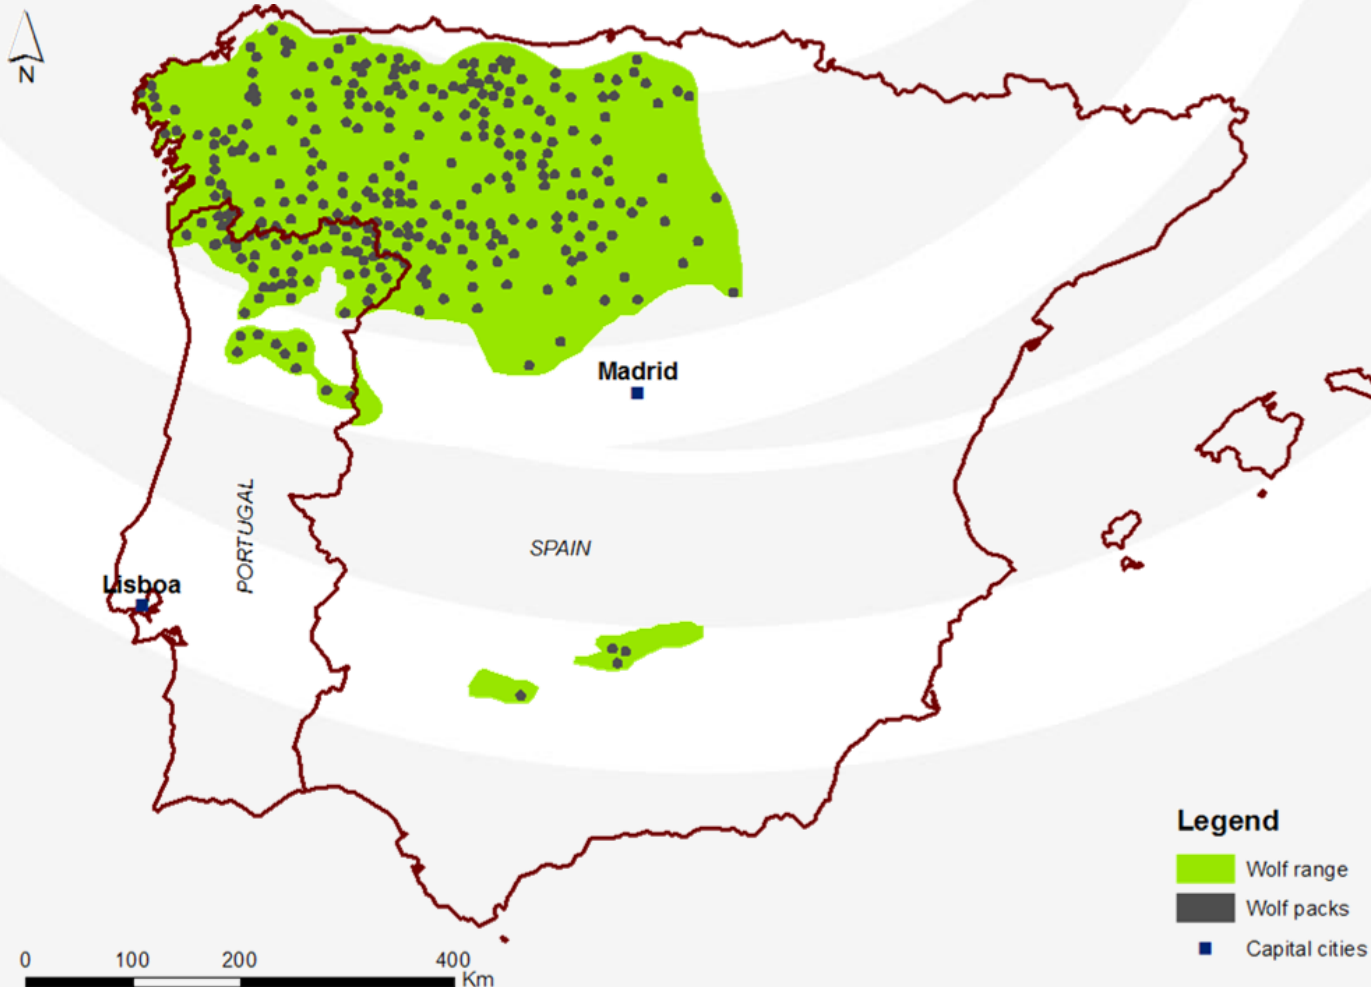 N
Madrid
PORTUGAL
SPAIN
Lisboa
Legend
Wolf range
Wolf packs
Capital cities
0 100 200 400
Km